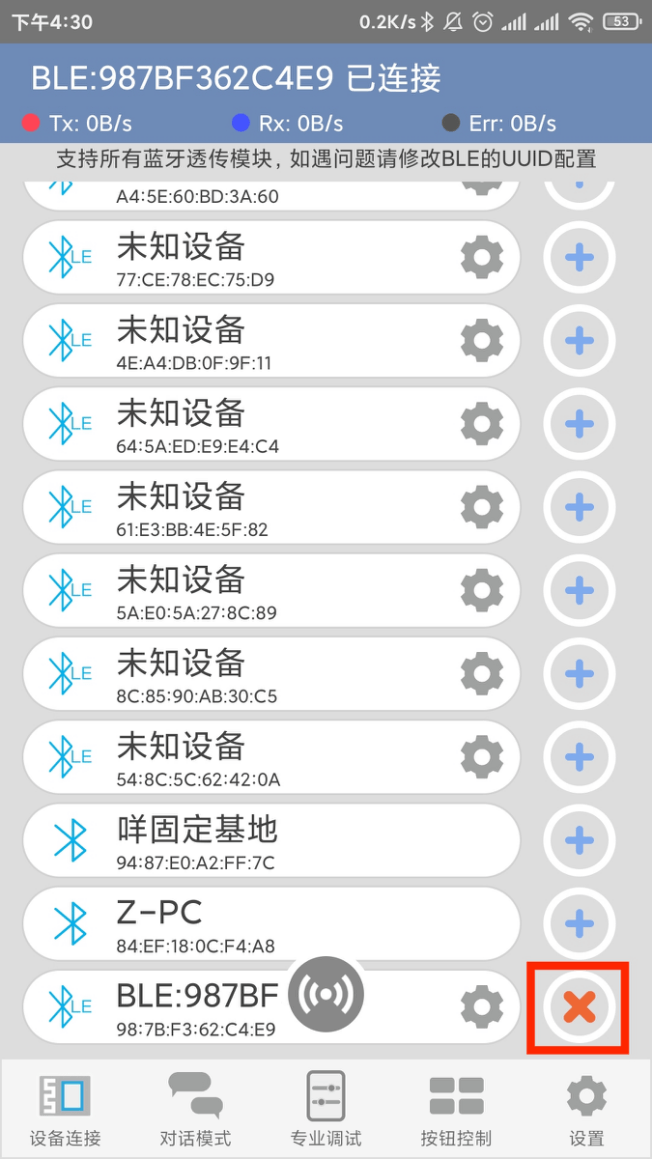 下午4:30
0.2K/s
53
BLE:987BF362C4E9 已连接
Tx: 0B/s
Rx: 0B/s
Err: 0B/s
支持所有蓝牙透传模块, 如遇问题请修改BLE的UUID配置
A4:5E:60:BD:3A:60
LE
未知设备
77:CE:78:EC:75:D9
LE
未知设备
4E:A4:DB:0F:9F:11
LE
未知设备
64:5A:ED:E9:E4:C4
LE
未知设备
61:E3:BB:4E:5F:82
LE
未知设备
5A:E0:5A:27:8C:89
LE
未知设备
8C:85:90:AB:30:C5
LE
未知设备
54:8C:5C:62:42:0A
咩固定基地
94:87:E0:A2:FF:7C
Z-PC
84:EF:18:0C:F4:A8
LE
BLE:987BF
98:7B:F3:62:C4:E9
设备连接
对话模式
专业调试
按钮控制
设置